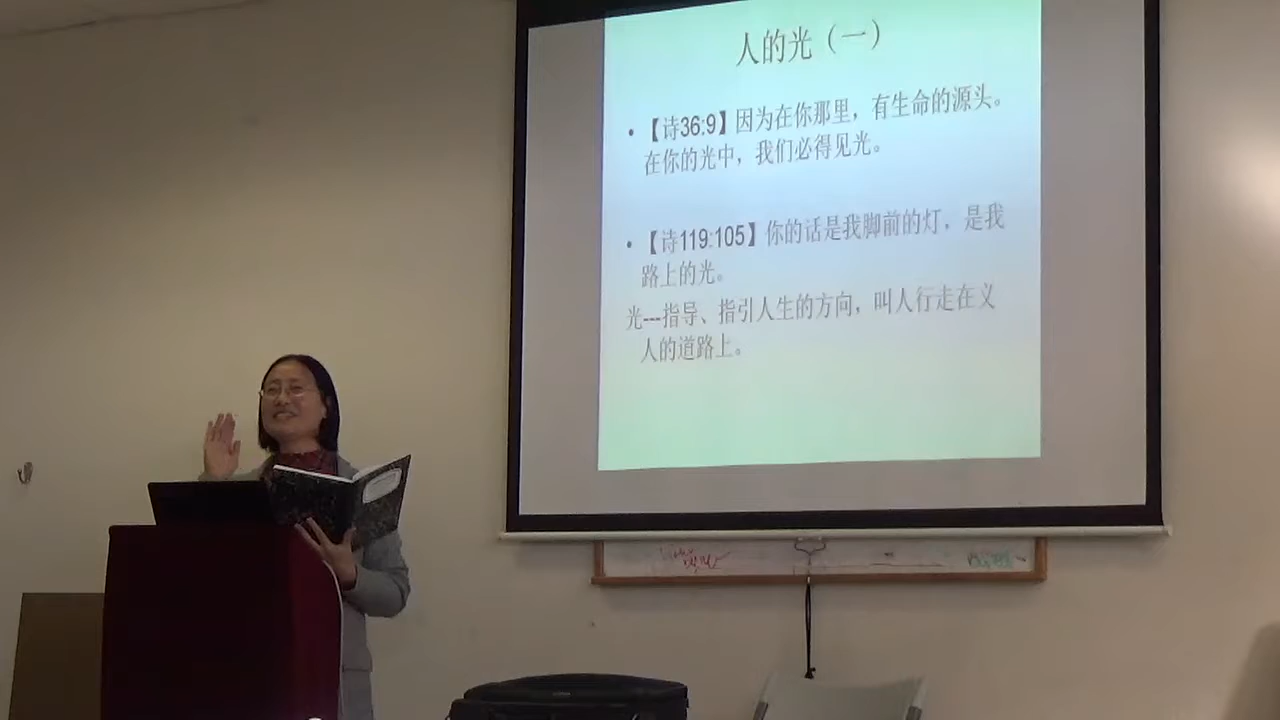 人的光（一）
• 【诗36:9】因为在你那里，有生命的源头。
在你的光中，我们必得见光。
• 【诗119:105】你的话是我脚前的灯，是我
路上的光。
光---指导、指引人生的方向，叫人行走在义
人的道路上。